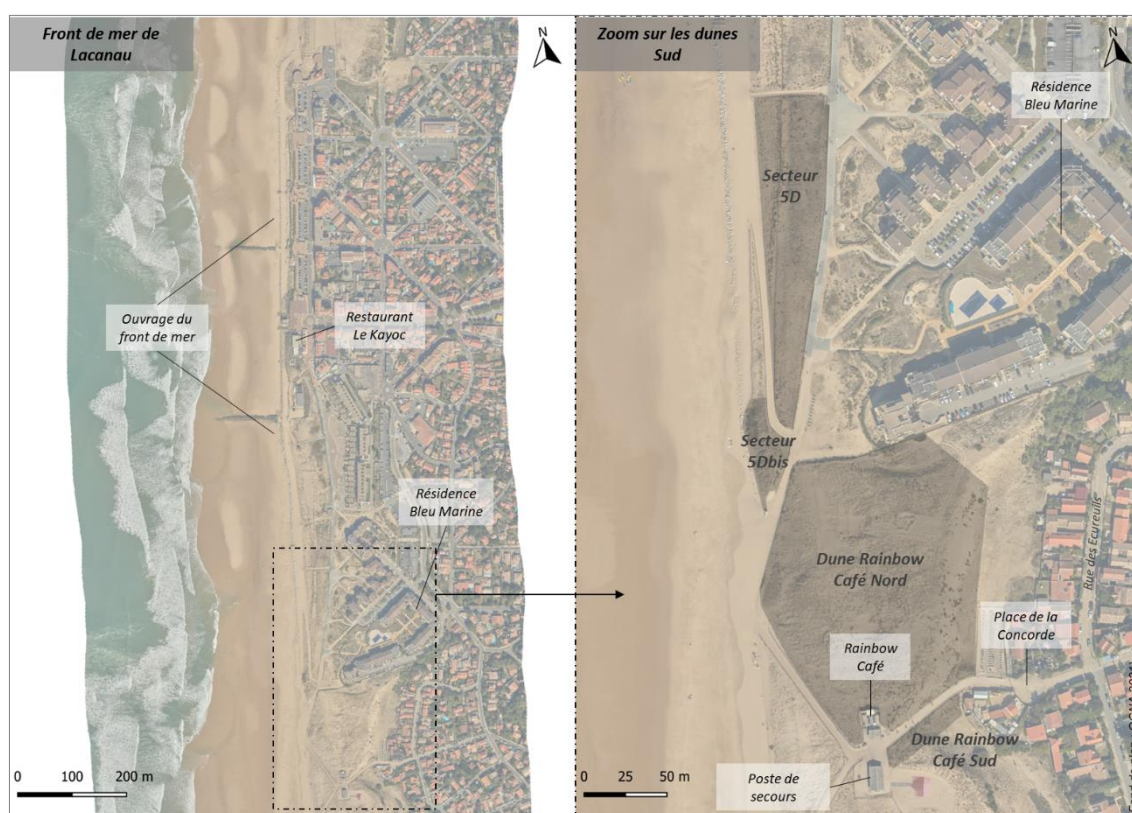 Front de mer de
Lacanau
N
Ouvrage du
front de mer
Restaurant
Le Kayoc
Résidence
Bleu Marine
0 100 200 m
Zoom sur les dunes
Sud
N
Résidence
Bleu Marine
Secteur
5D
Secteur
5Dbis
Dune Rainbow
Café Nord
Rue des Ecureuils
Place de la
Concorde
Rainbow
Café
Dune Rainbow
Café Sud
Poste de
secours
0 25 50 m